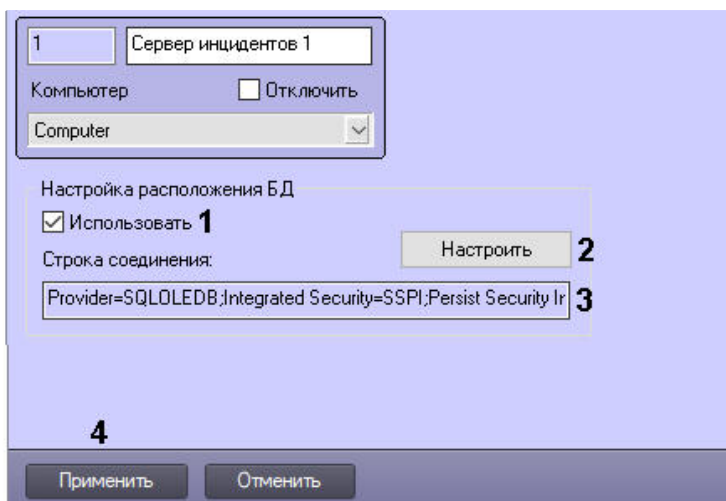 1 Сервер инцидентов 1
Компьютер Отключить
Computer
Настройка расположения БД
Использовать 1
Настроить 2
Строка соединения:
Provider=SQLOLEDB;Integrated Security=SSPI;Persist Security Ir 3
4
Применить Отменить